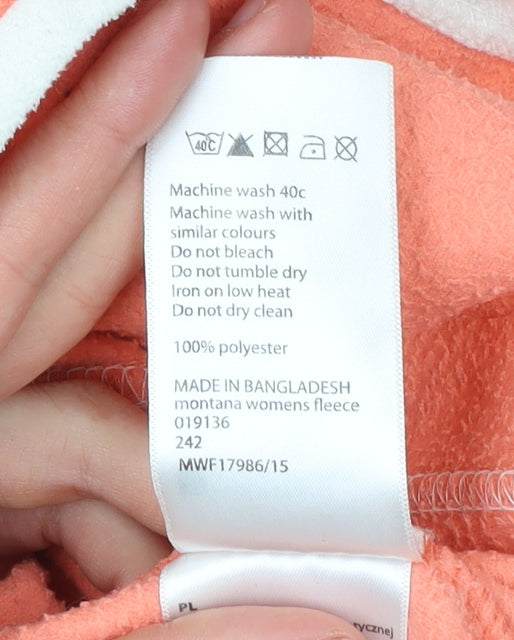 40C
Machine wash 40c
Machine wash with
similar colours
Do not bleach
Do not tumble dry
Iron on low heat
Do not dry clean
100% polyester
MADE IN BANGLADESH
montana womens fleece
019136
242
MWF17986/15
PL